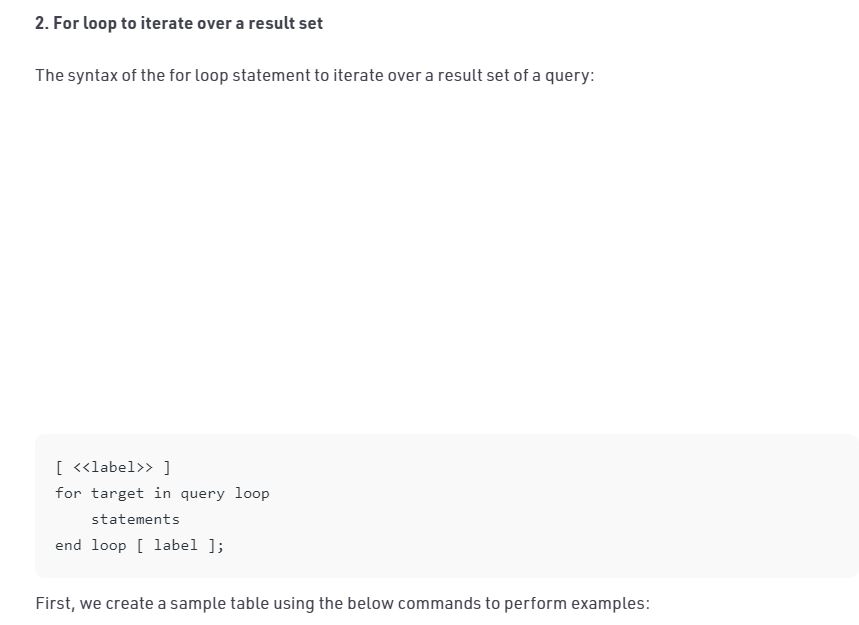 2. For loop to iterate over a result set
The syntax of the for loop statement to iterate over a result set of a query:
[ <<label>> ]
for target in query loop
    statements
end loop [ label ];
First, we create a sample table using the below commands to perform examples: